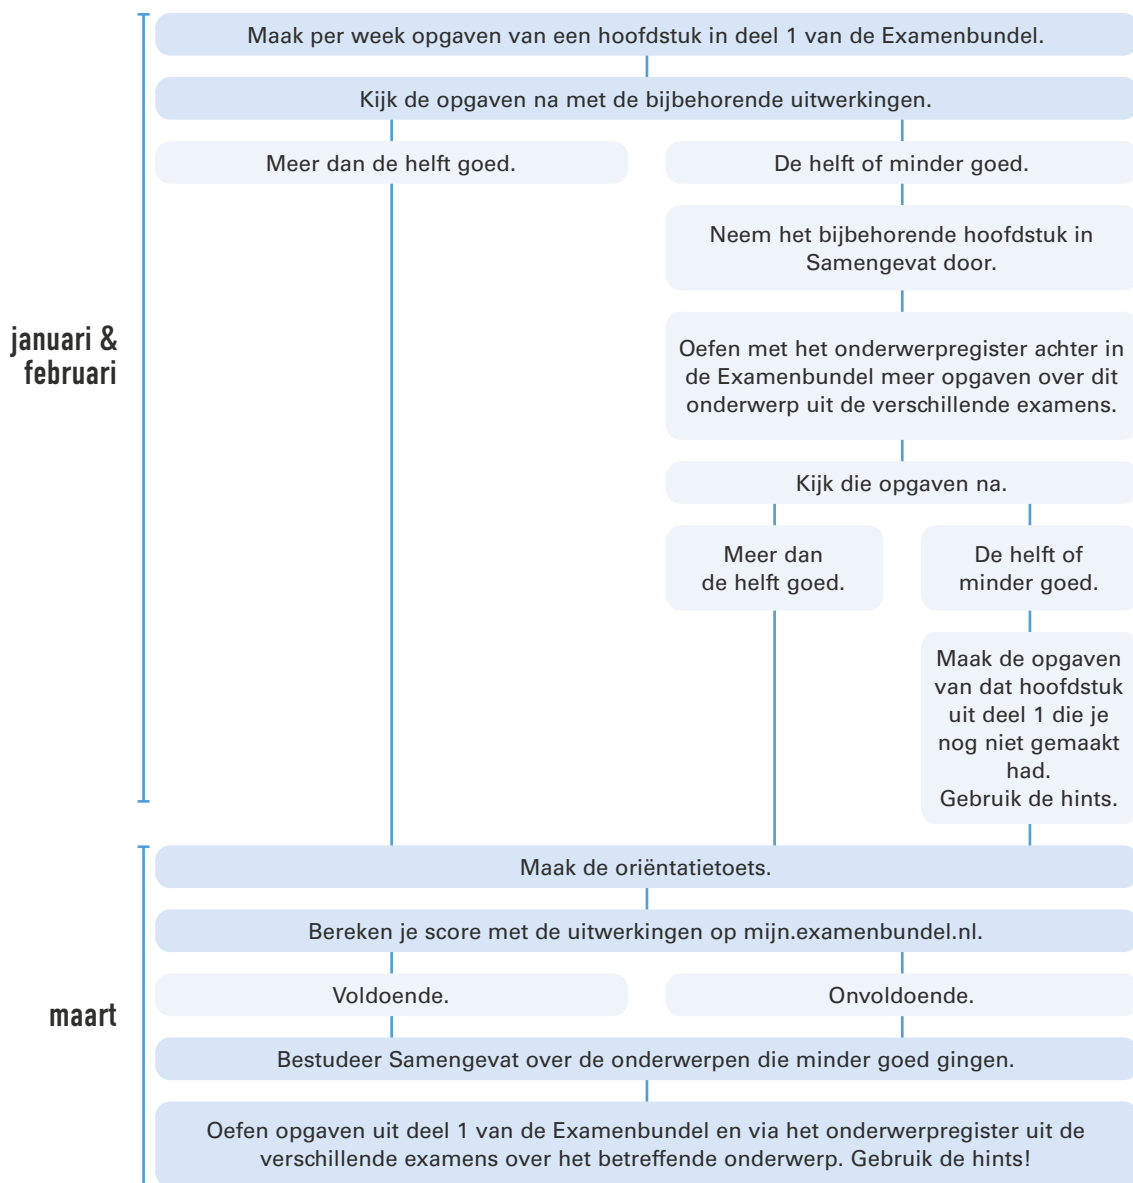 Maak per week opgaven van een hoofdstuk in deel 1 van de Examenbundel.
Kijk de opgaven na met de bijbehorende uitwerkingen.
Meer dan de helft goed.
De helft of minder goed.
Neem het bijbehorende hoofdstuk in
Samengevat door.
januari &
februari
Oefen met het onderwerpregister achter in
de Examenbundel meer opgaven over dit
onderwerp uit de verschillende examens.
Kijk die opgaven na.
Meer dan
de helft goed.
De helft of
minder goed.
Maak de opgaven
van dat hoofdstuk
uit deel 1 die je
nog niet gemaakt
had.
Gebruik de hints.
Maak de oriëntatietoets.
Bereken je score met de uitwerkingen op mijn.examenbundel.nl.
Voldoende.
Onvoldoende.
maart
Bestudeer Samengevat over de onderwerpen die minder goed gingen.
Oefen opgaven uit deel 1 van de Examenbundel en via het onderwerpregister uit de
verschillende examens over het betreffende onderwerp. Gebruik de hints!